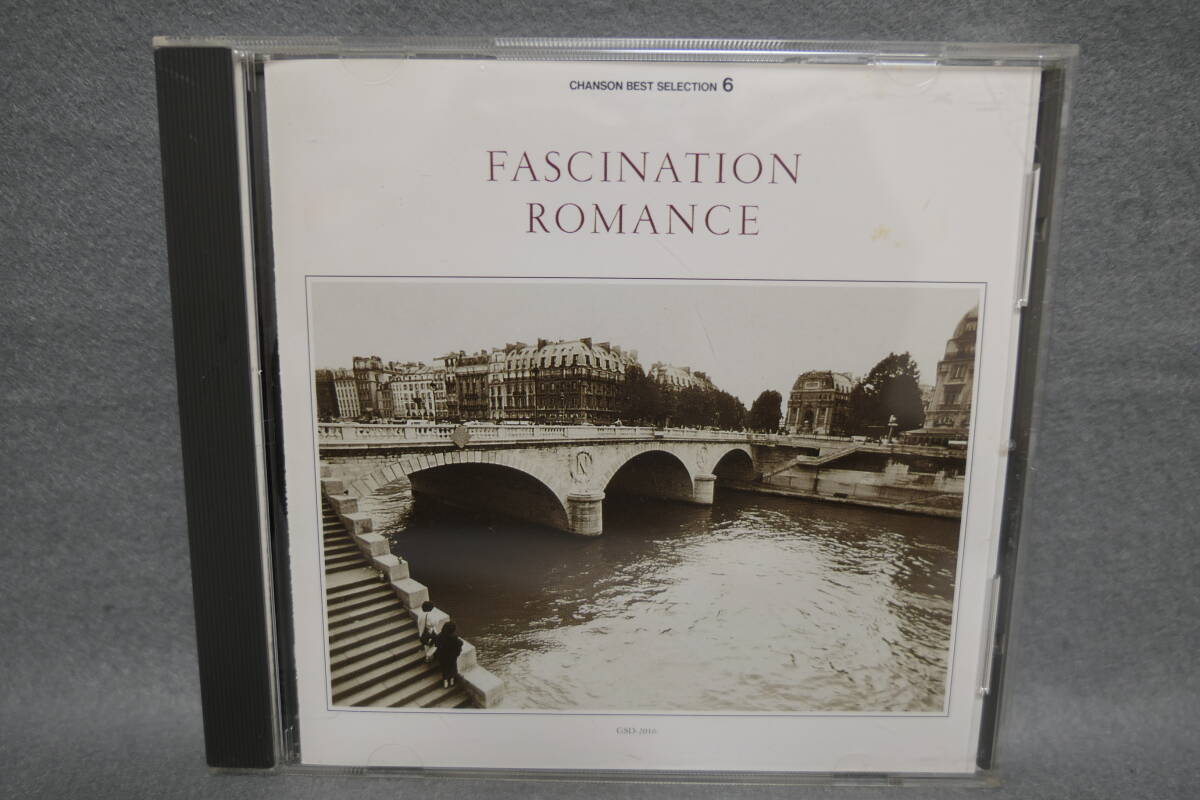 CHANSON BEST SELECTION 6
FASCINATION
ROMANCE
N
GSD-2016